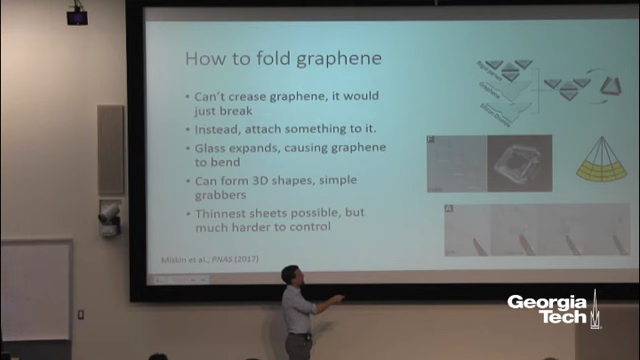 How to fold graphene
• Can't crease graphene, it would
just break
• Instead, attach something to it.
• Glass expands, causing graphene
to bend
• Can form 3D shapes, simple
grabbers
• Thinnest sheets possible, but
much harder to control
Miskin et al., PNAS (2017)
Graphene
Georgia
Tech